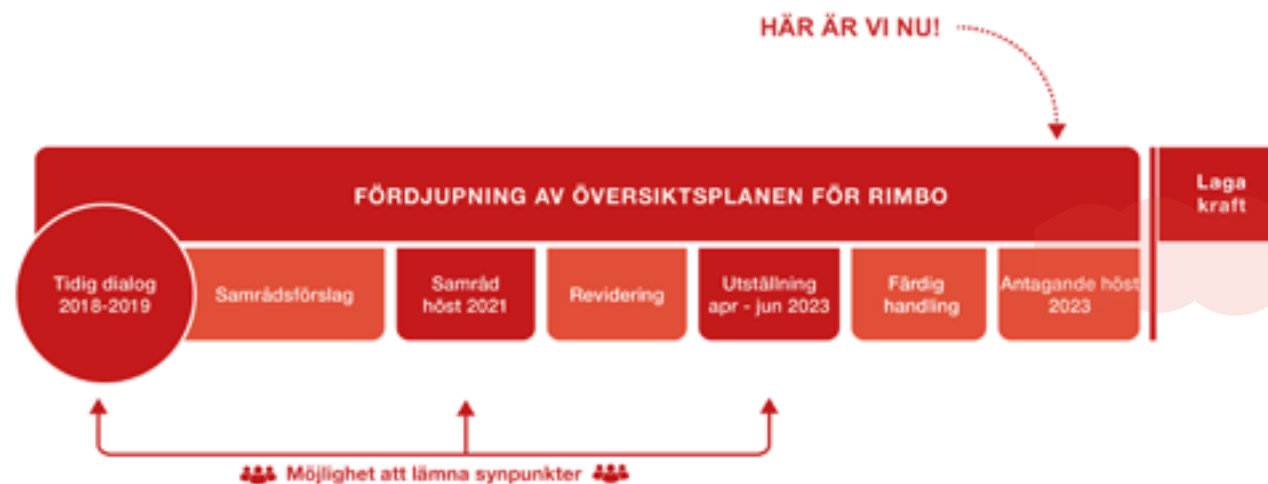 HÄR ÄR VI NU!
FÖRDJUPNING AV ÖVERSIKTSPLANEN FÖR RIMBO
Laga
kraft
Tidig dialog
2018-2019
Samrådsförslag
Samråd
höst 2021
Revidering
Utställning
apr - jun 2023
Färdig
handling
Antagande höst
2023
Möjlighet att lämna synpunkter